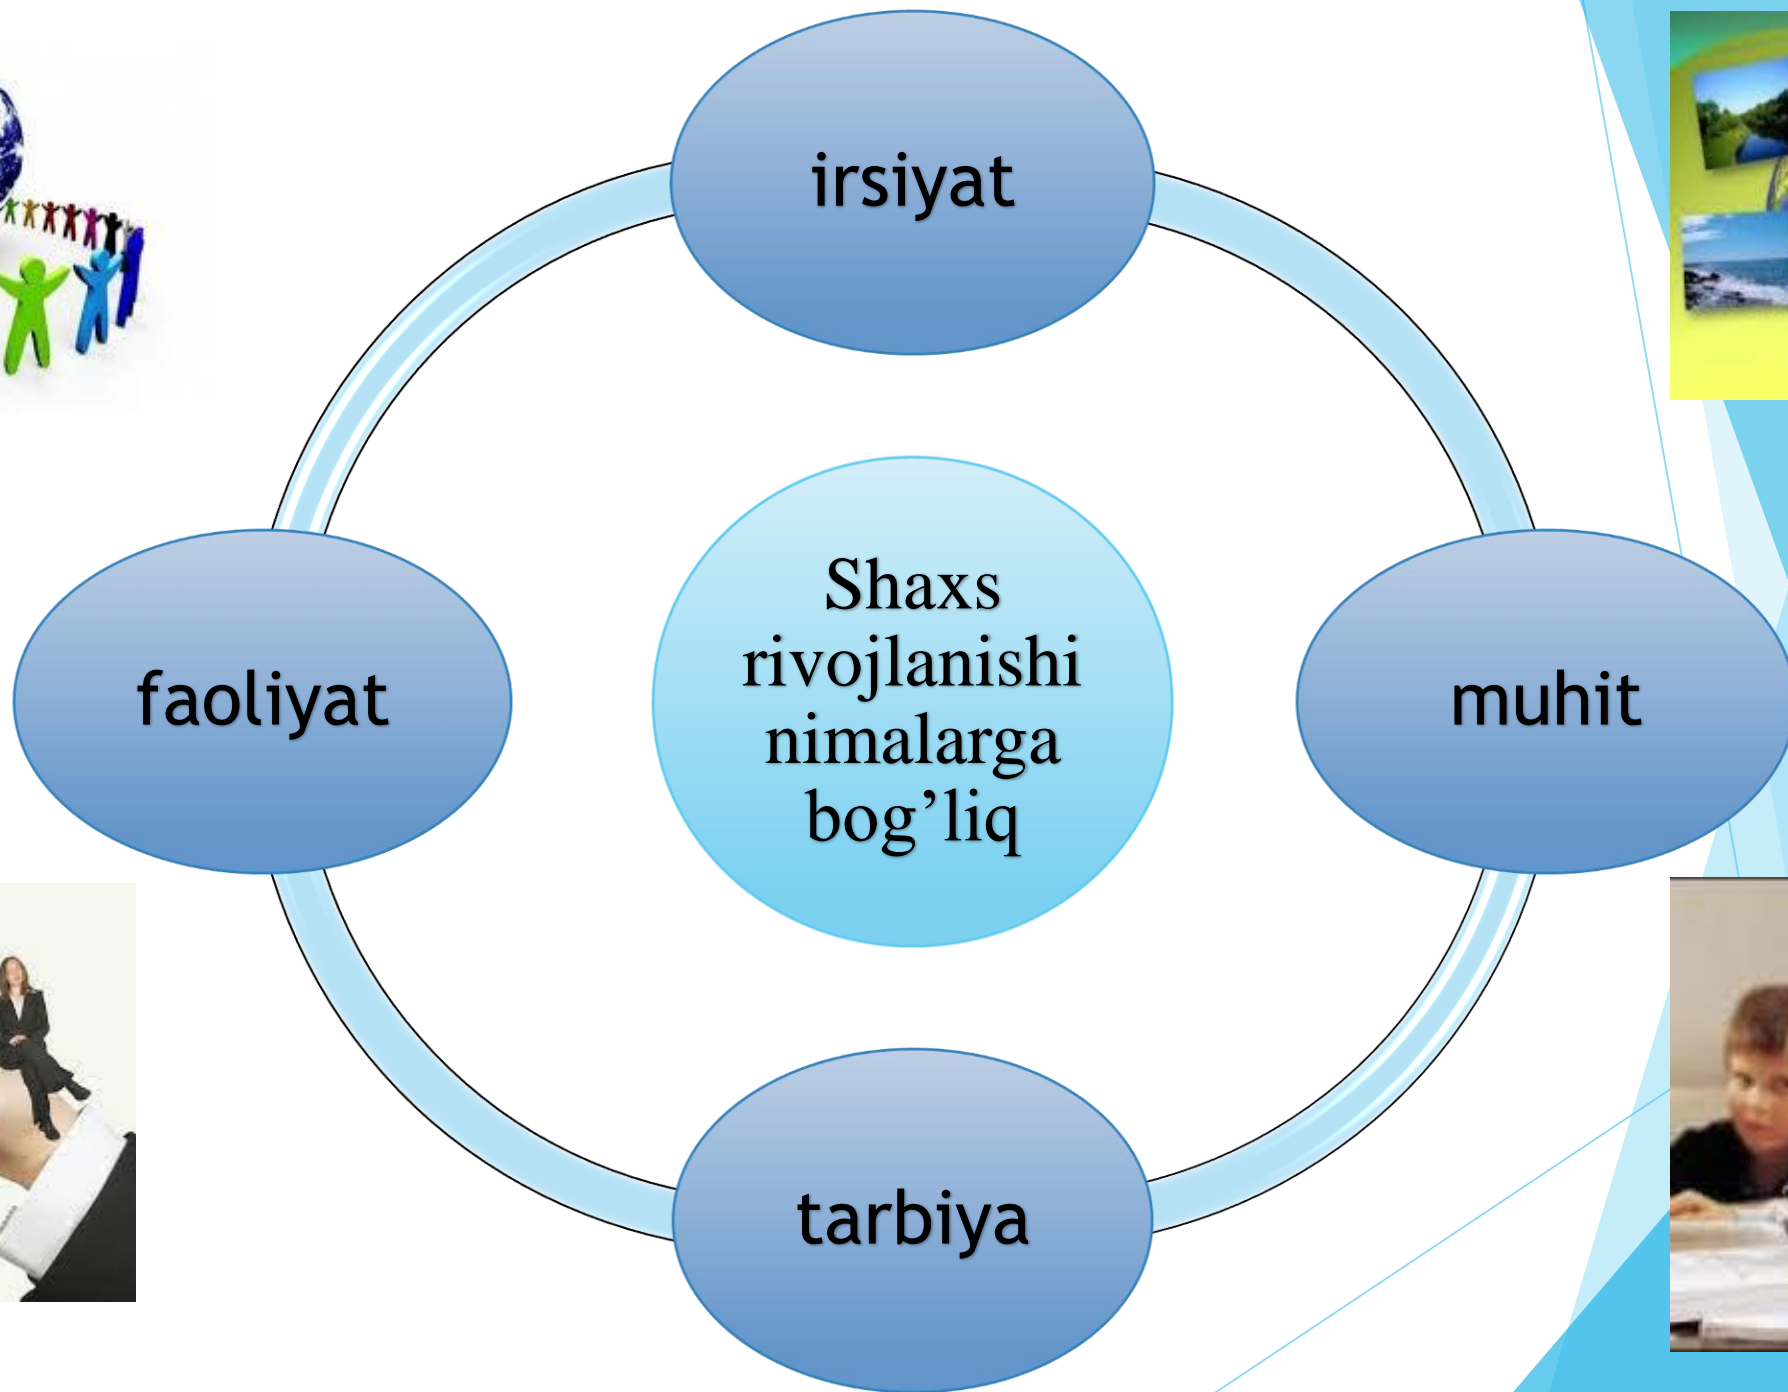 irsiyat
faoliyat
Shaxs
rivojlanishi
nimalarga
bog’liq
muhit
tarbiya